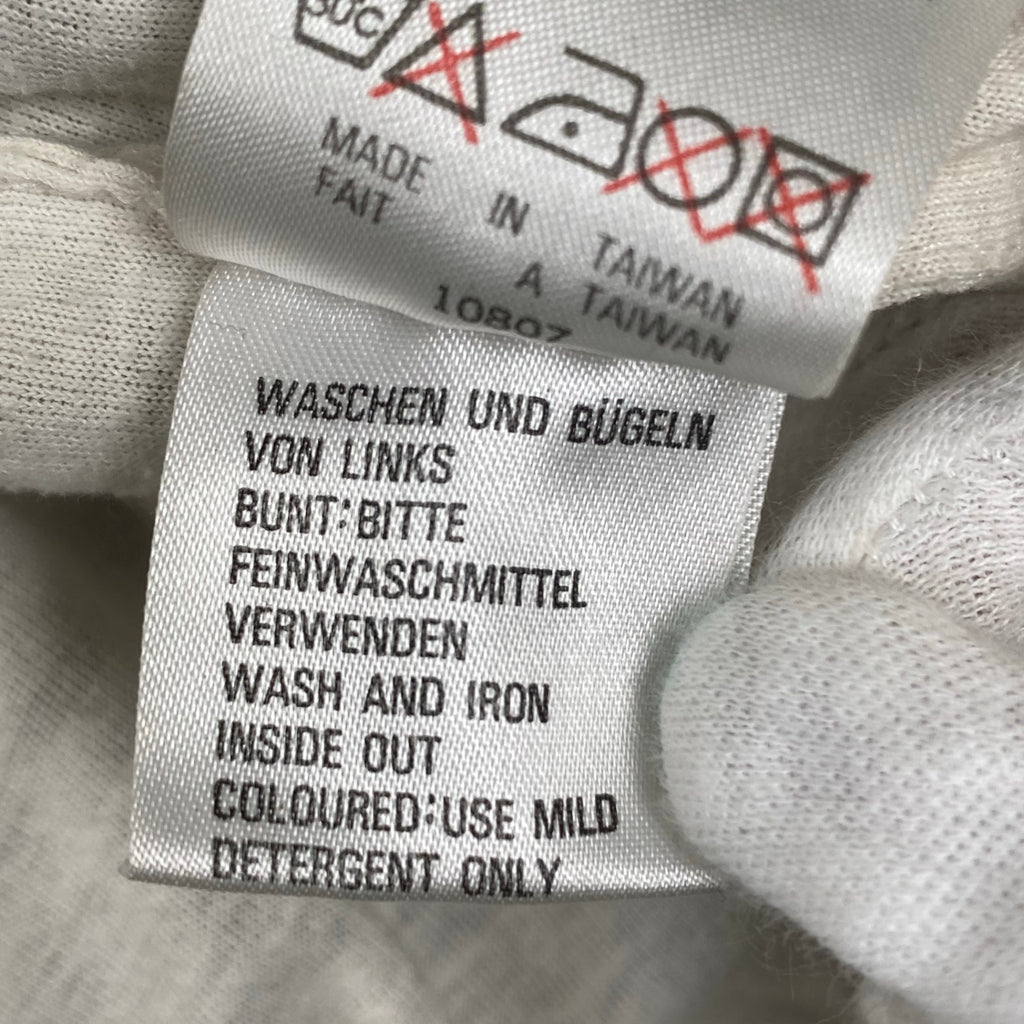 30°C
MADE IN TAIWAN
FAIT A TAIWAN
10807
WASCHEN UND BÜGELN
VON LINKS
BUNT:BITTE
FEINWASCHMITTEL
VERWENDEN
WASH AND IRON
INSIDE OUT
COLOURED:USE MILD
DETERGENT ONLY